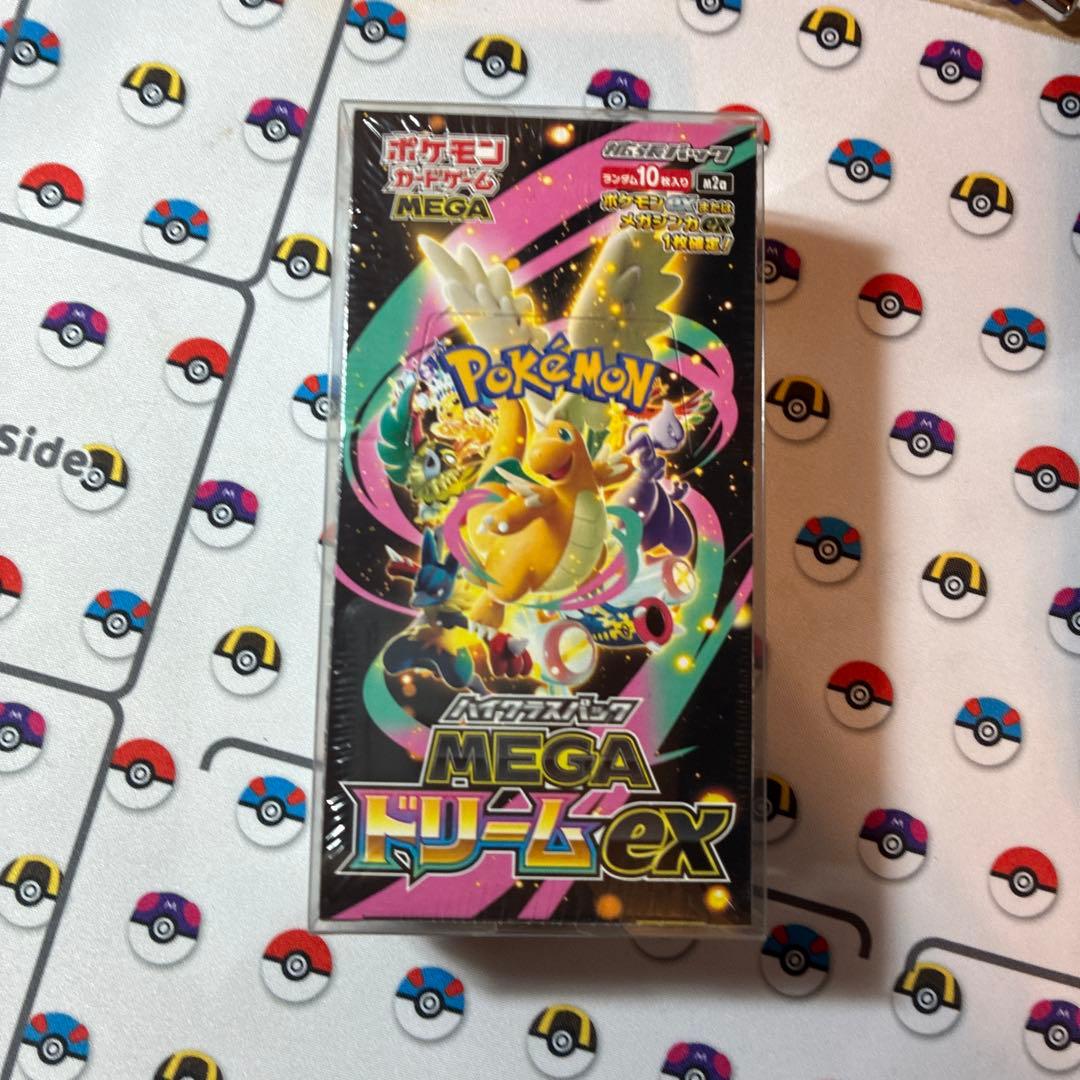 ポケモン
カードゲーム
MEGA
拡張パック
ランダム10枚入り M2a
ポケモンexまたは
メガシンカex
1枚確定!
POKéMON
side
ハイクラスパック
MEGA
ドリームex